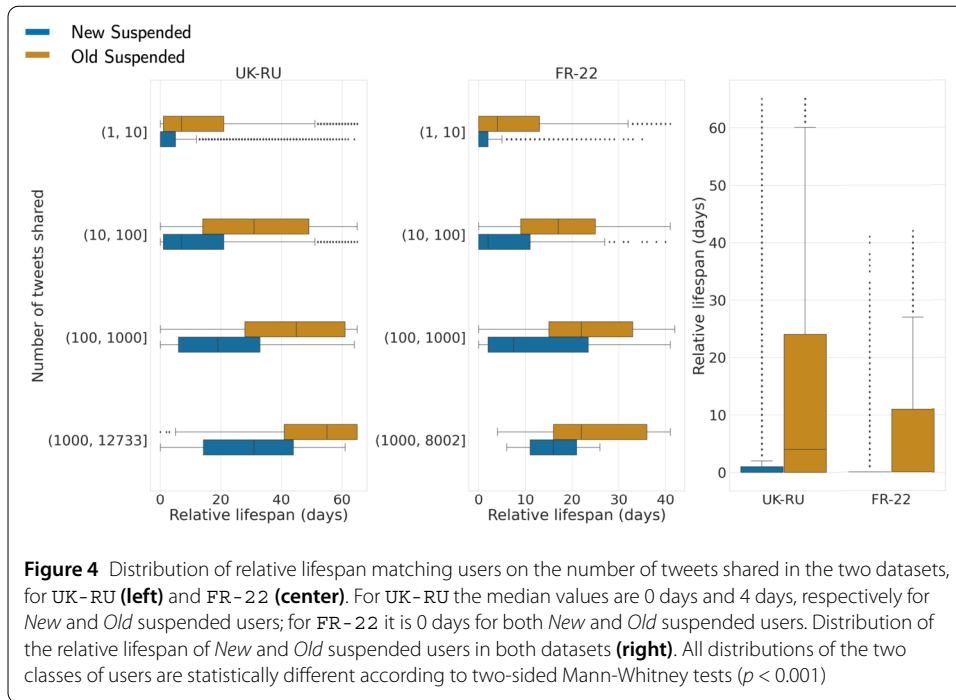 New Suspended
Old Suspended
UK-RU
Number of tweets shared
(1, 10]
(10, 100]
(100, 1000]
(1000, 12733]
0 20 40 60
Relative lifespan (days)
FR-22
(1, 10]
(10, 100]
(100, 1000]
(1000, 8002]
0 10 20 30 40
Relative lifespan (days)
Relative lifespan (days)
60
50
40
30
20
10
0
UK-RU FR-22
Figure 4 Distribution of relative lifespan matching users on the number of tweets shared in the two datasets,
for UK-RU (left) and FR-22 (center). For UK-RU the median values are 0 days and 4 days, respectively for
New and Old suspended users; for FR-22 it is 0 days for both New and Old suspended users. Distribution of
the relative lifespan of New and Old suspended users in both datasets (right). All distributions of the two
classes of users are statistically different according to two-sided Mann-Whitney tests (p < 0.001)